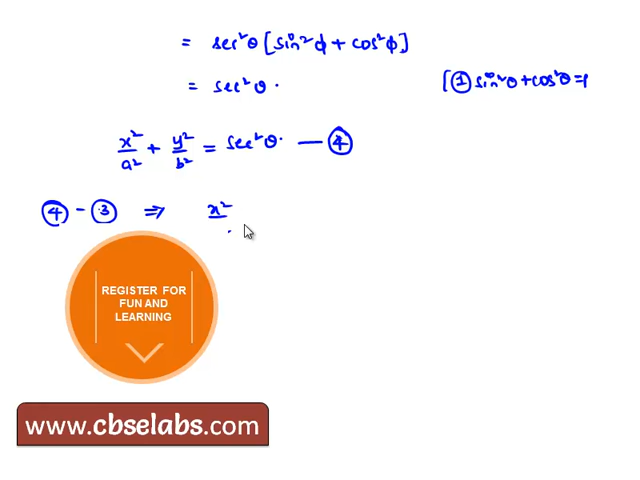 = sec²θ [sin²ϕ + cos²ϕ]
= sec²θ. [① sin²θ + cos²θ = 1
x²/a² + y²/b² = sec²θ. — ④
④ - ③ ⇒ x²
REGISTER FOR
FUN AND
LEARNING
www.cbselabs.com